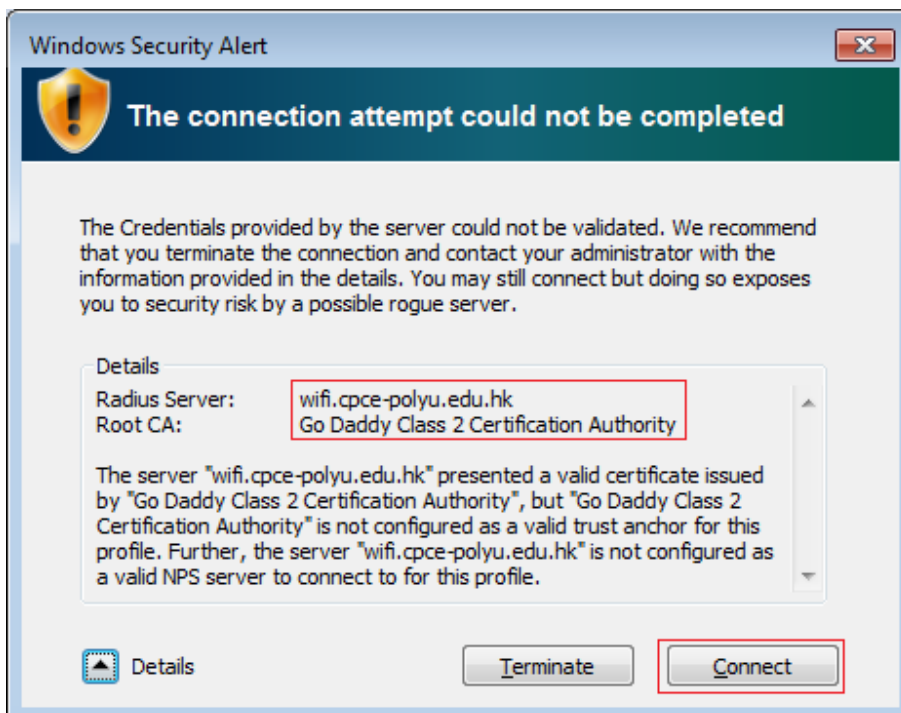 Windows Security Alert
The connection attempt could not be completed
The Credentials provided by the server could not be validated. We recommend
that you terminate the connection and contact your administrator with the
information provided in the details. You may still connect but doing so exposes
you to security risk by a possible rogue server.
Details
Radius Server: wifi.cpce-polyu.edu.hk
Root CA: Go Daddy Class 2 Certification Authority
The server "wifi.cpce-polyu.edu.hk" presented a valid certificate issued
by "Go Daddy Class 2 Certification Authority", but "Go Daddy Class 2
Certification Authority" is not configured as a valid trust anchor for this
profile. Further, the server "wifi.cpce-polyu.edu.hk" is not configured as
a valid NPS server to connect to for this profile.
Details Terminate Connect